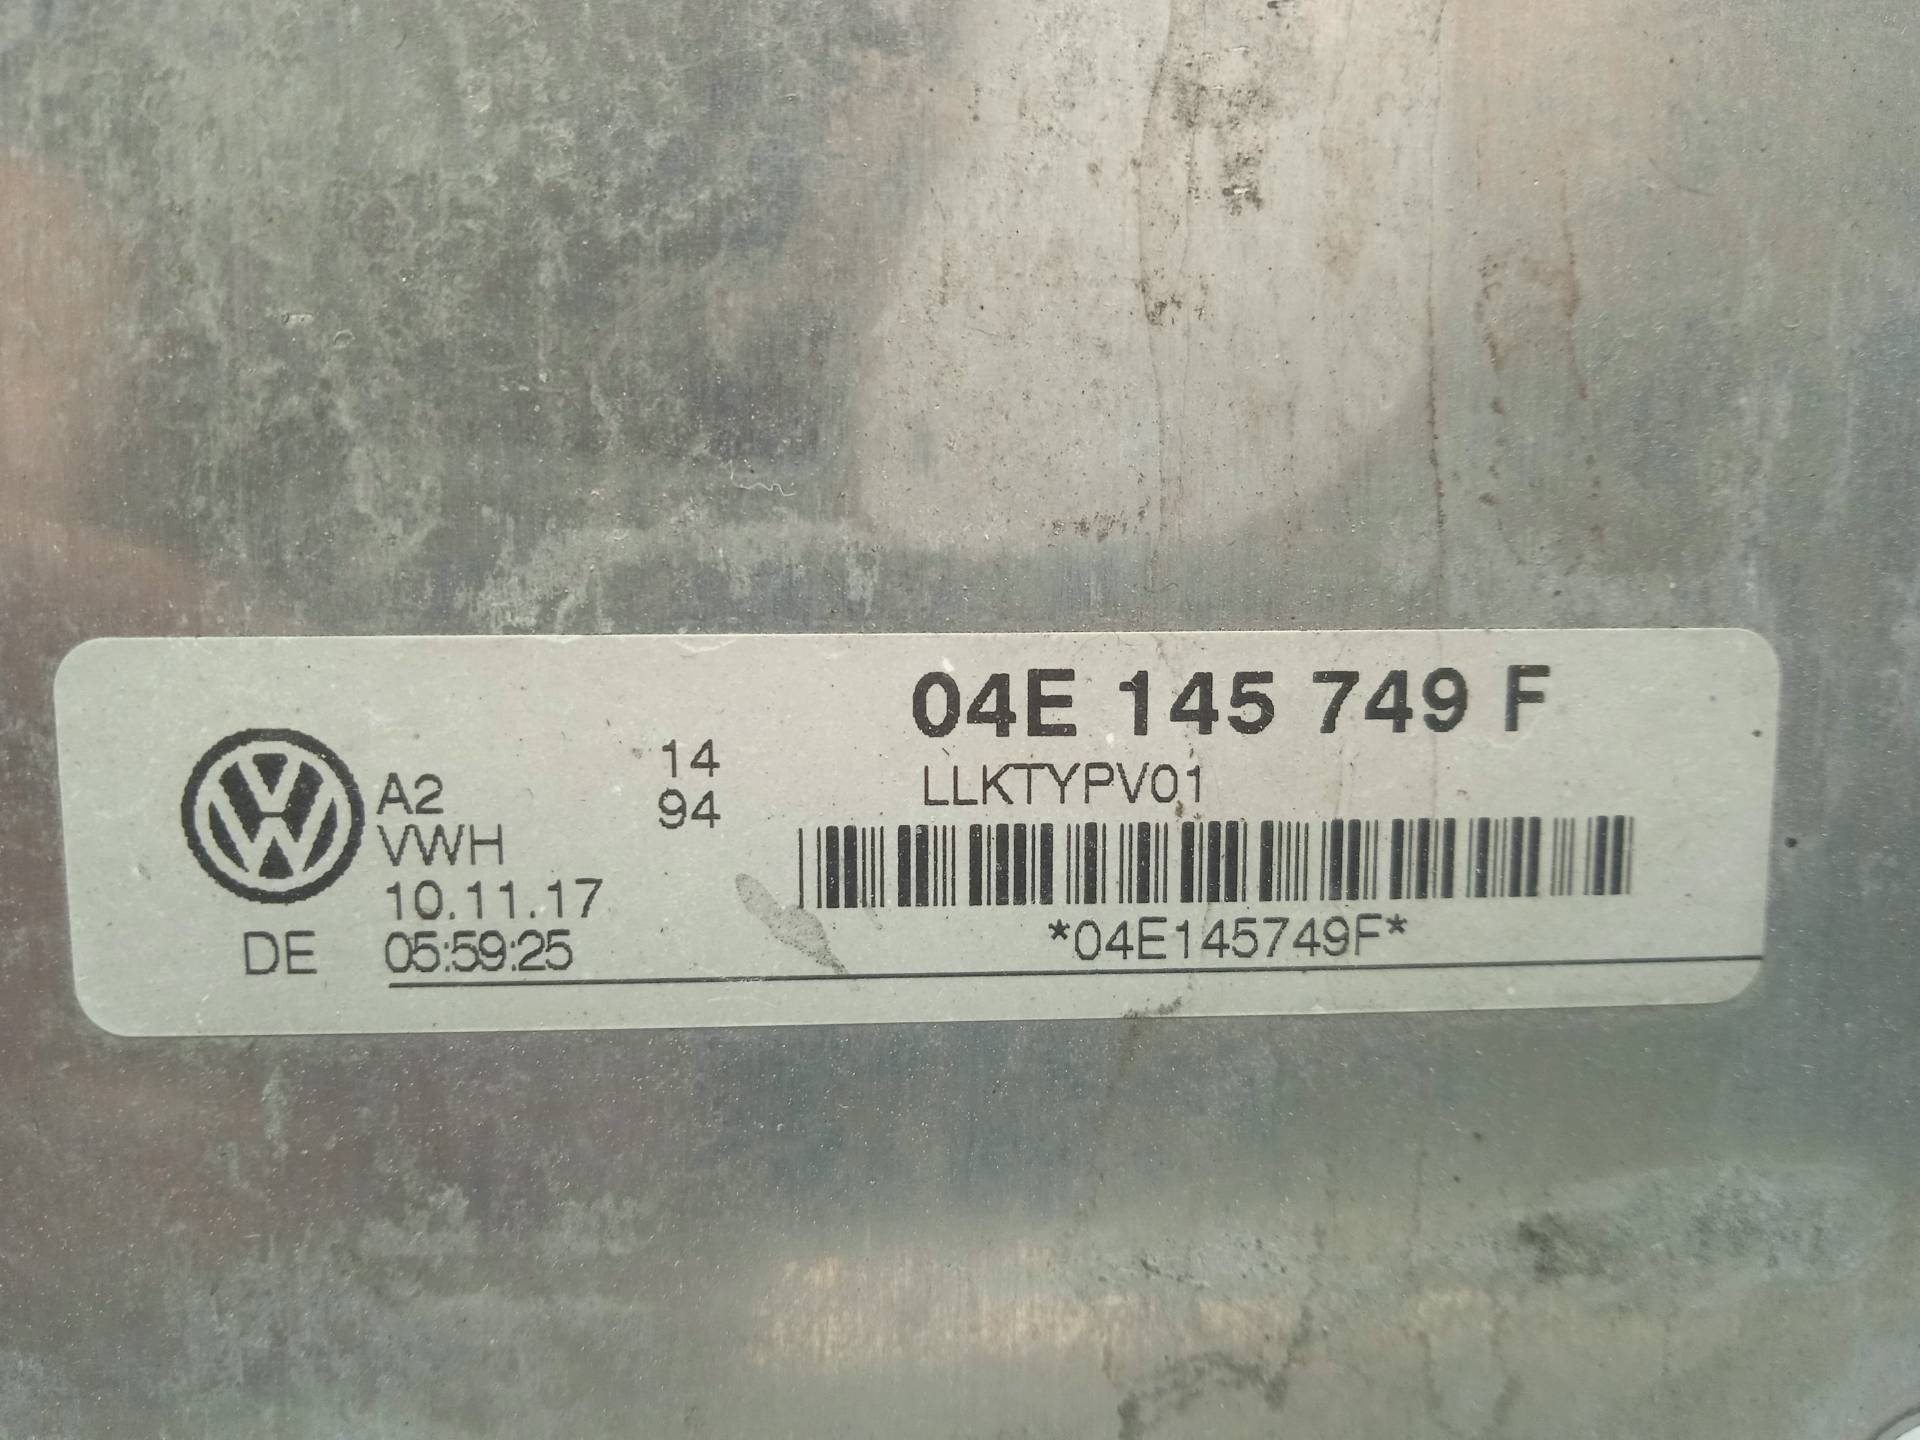 04E 145 749 F
14
LLKTYPV01
A2
94
VWH
10.11.17
DE 05:59:25
*04E145749F*